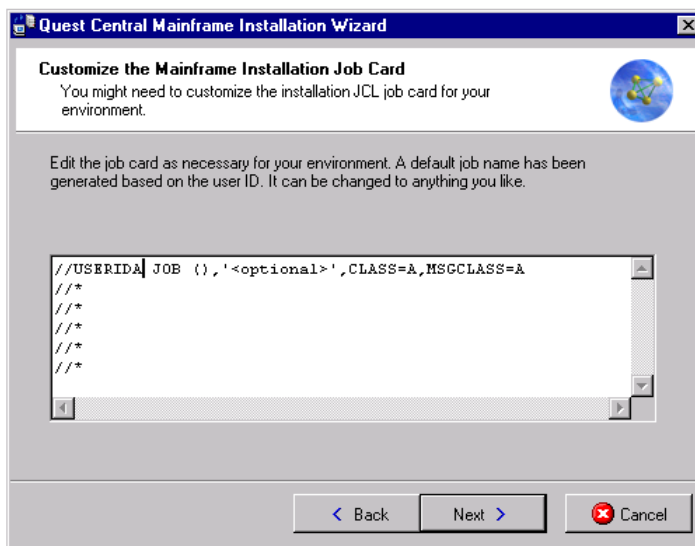 Quest Central Mainframe Installation Wizard
Customize the Mainframe Installation Job Card
You might need to customize the installation JCL job card for your
environment.
Edit the job card as necessary for your environment. A default job name has been
generated based on the user ID. It can be changed to anything you like.
//USERIDA JOB (),'<optional>',CLASS=A,MSGCLASS=A
//*
//*
//*
//*
//*
< Back
Next >
Cancel